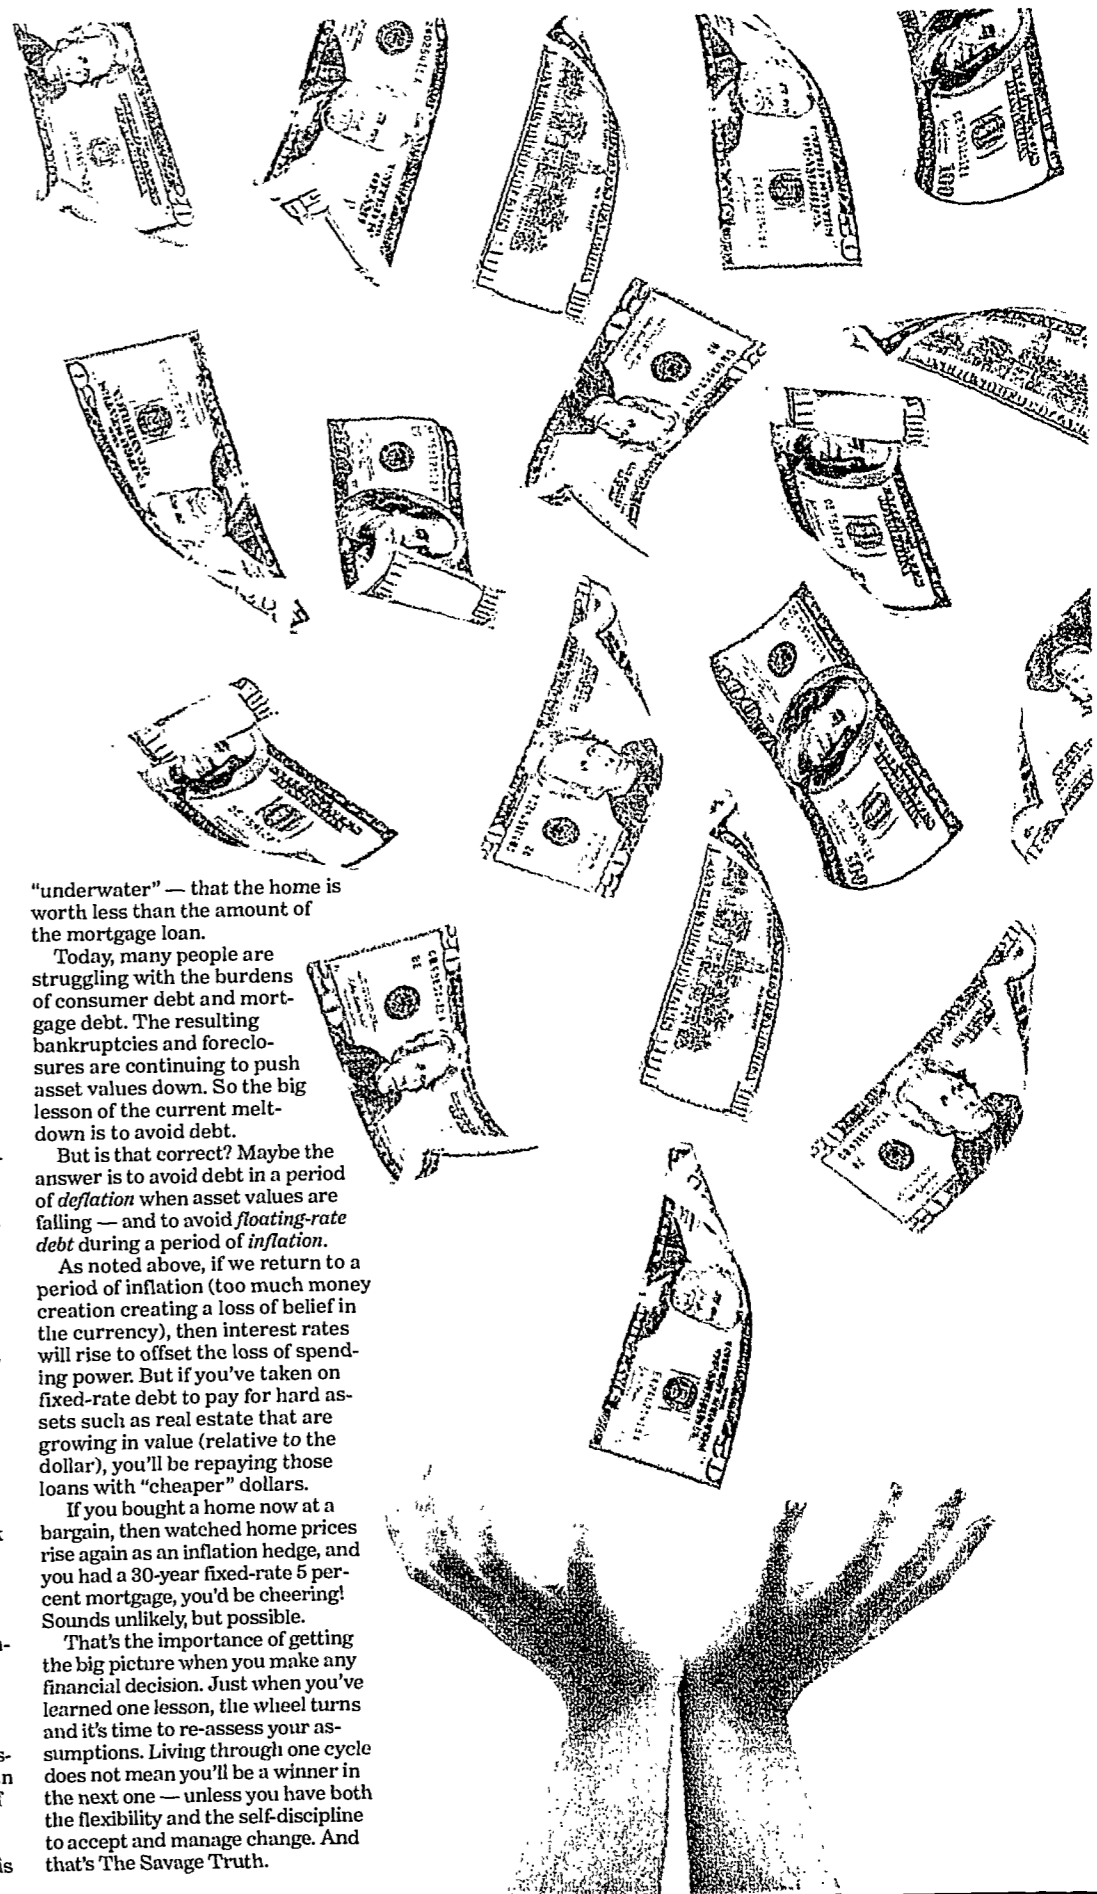 "underwater" — that the home is
worth less than the amount of
the mortgage loan.
Today, many people are
struggling with the burdens
of consumer debt and mort-
gage debt. The resulting
bankruptcies and foreclo-
sures are continuing to push
asset values down. So the big
lesson of the current melt-
down is to avoid debt.
But is that correct? Maybe the
answer is to avoid debt in a period
of deflation when asset values are
falling — and to avoid floating-rate
debt during a period of inflation.
As noted above, if we return to a
period of inflation (too much money
creation creating a loss of belief in
the currency), then interest rates
will rise to offset the loss of spend-
ing power. But if you've taken on
fixed-rate debt to pay for hard as-
sets such as real estate that are
growing in value (relative to the
dollar), you'll be repaying those
loans with "cheaper" dollars.
If you bought a home now at a
bargain, then watched home prices
rise again as an inflation hedge, and
you had a 30-year fixed-rate 5 per-
cent mortgage, you'd be cheering!
Sounds unlikely, but possible.
That's the importance of getting
the big picture when you make any
financial decision. Just when you've
learned one lesson, the wheel turns
and it's time to re-assess your as-
sumptions. Living through one cycle
does not mean you'll be a winner in
the next one — unless you have both
the flexibility and the self-discipline
to accept and manage change. And
that's The Savage Truth.